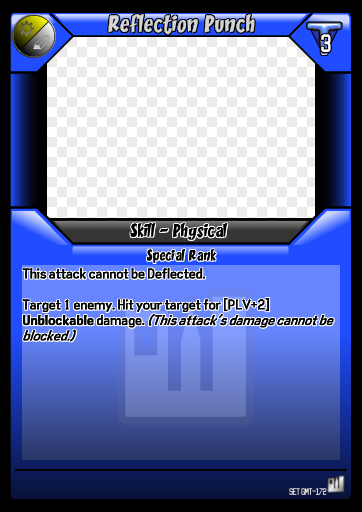 Reflection Punch
3
Skill - Physical
Special Rank
This attack cannot be Deflected.
Target 1 enemy. Hit your target for [PLV+2]
Unblockable damage. (This attack's damage cannot be
blocked.)
SET GMT-172